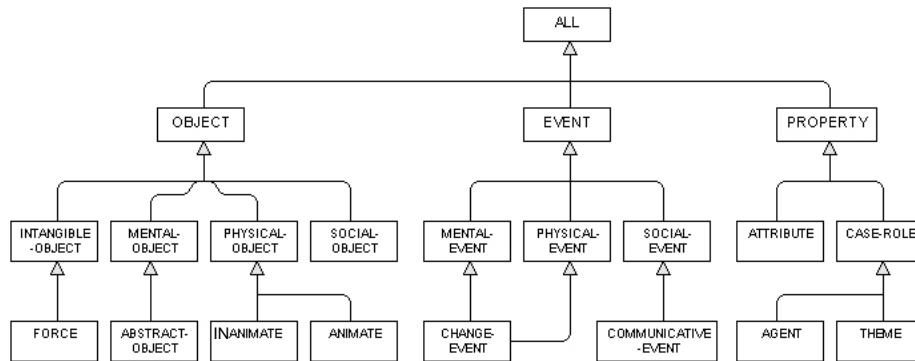 ALL
OBJECT
EVENT
PROPERTY
INTANGIBLE
-OBJECT
MENTAL-
OBJECT
PHYSICAL-
OBJECT
SOCIAL-
OBJECT
MENTAL-
EVENT
PHYSICAL-
EVENT
SOCIAL-
EVENT
ATTRIBUTE
CASE-ROLE
FORCE
ABSTRACT-
OBJECT
INANIMATE
ANIMATE
CHANGE-
EVENT
COMMUNICATIVE
-EVENT
AGENT
THEME